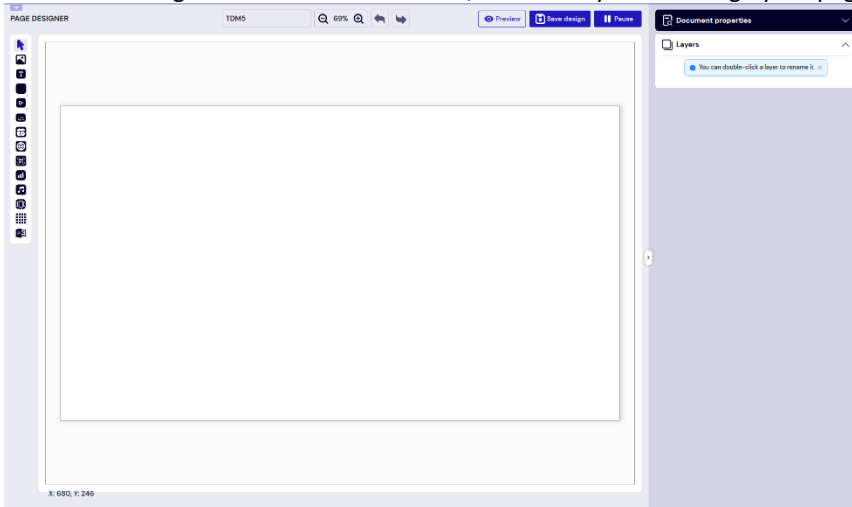 PAGE DESIGNER
TDM5
69%
Preview
Save design
Pause
Document properties
Layers
You can double-click a layer to rename it
X: 680, Y: 246